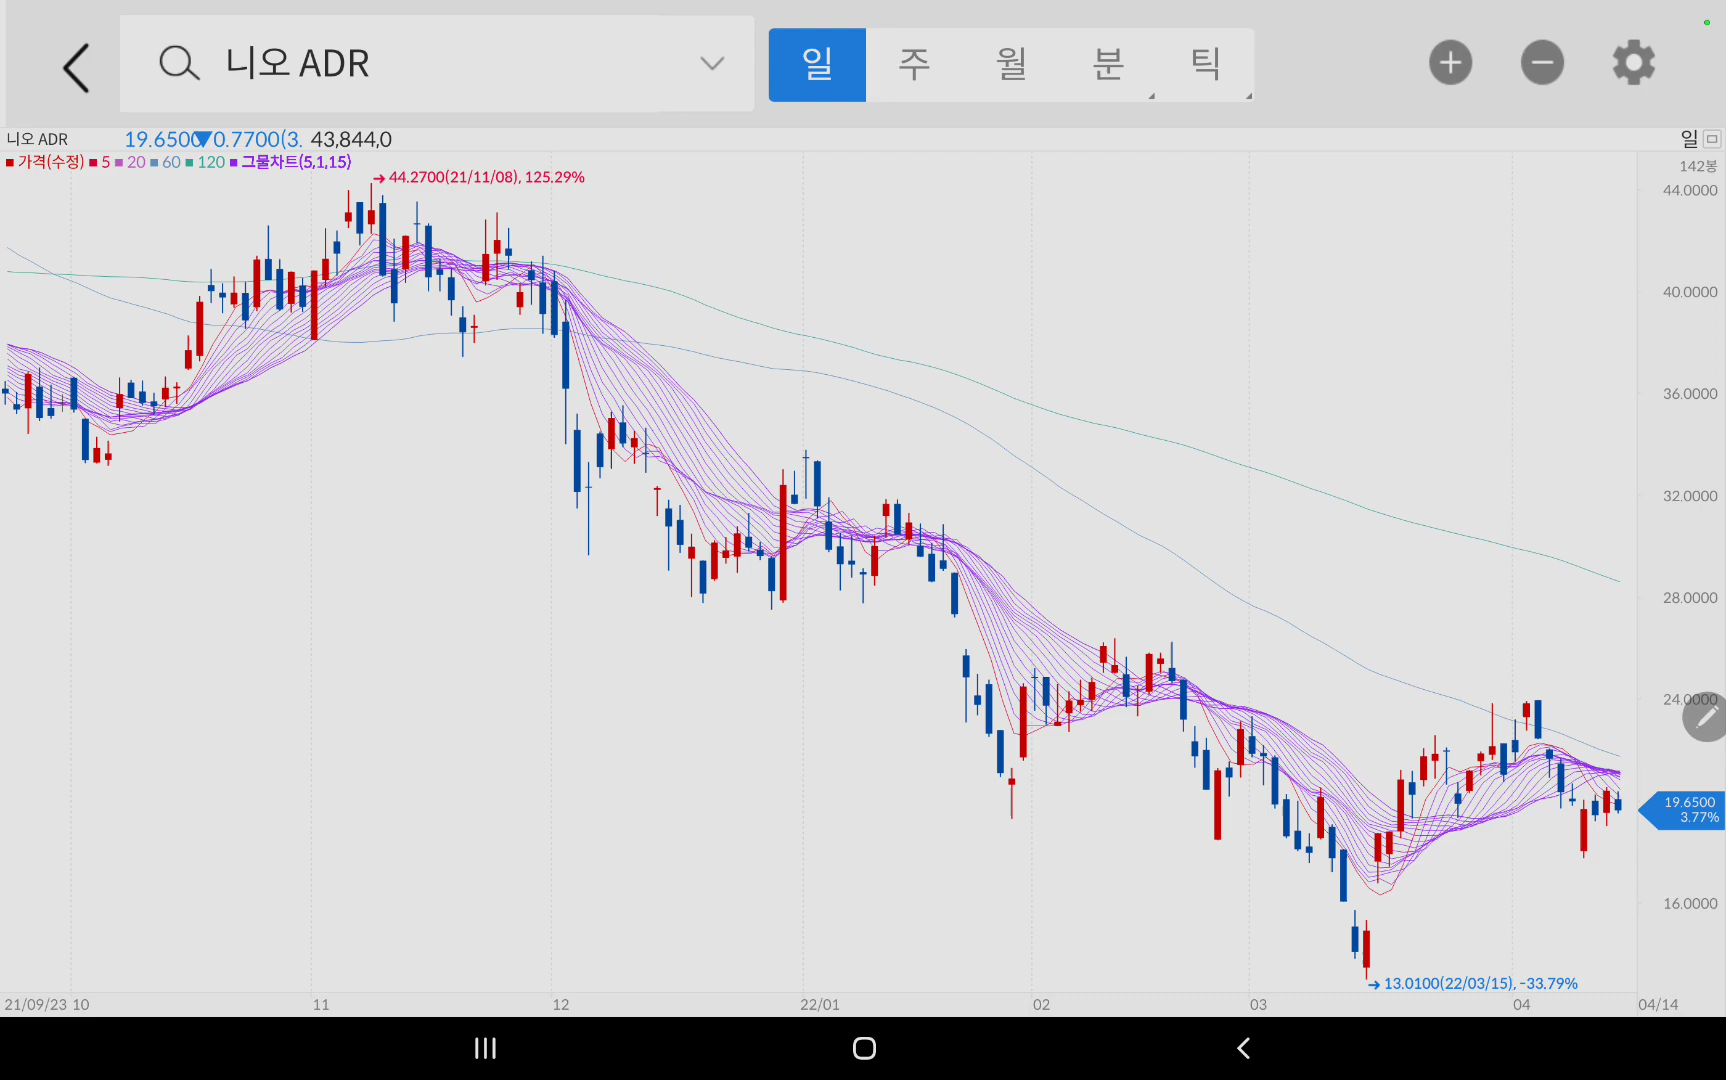 니오 ADR
일 주 월 분 틱
니오 ADR 19.6500▼0.7700(3. 43,844,0 일
■가격(수정) ■5 ■20 ■60 ■120 ■그물차트(5,1,15)
142봉
→44.2700(21/11/08), 125.29%
44.0000
40.0000
36.0000
32.0000
28.0000
24.0000
19.6500
3.77%
16.0000
→13.0100(22/03/15), -33.79%
21/09/23 10 11 12 22/01 02 03 04 04/14